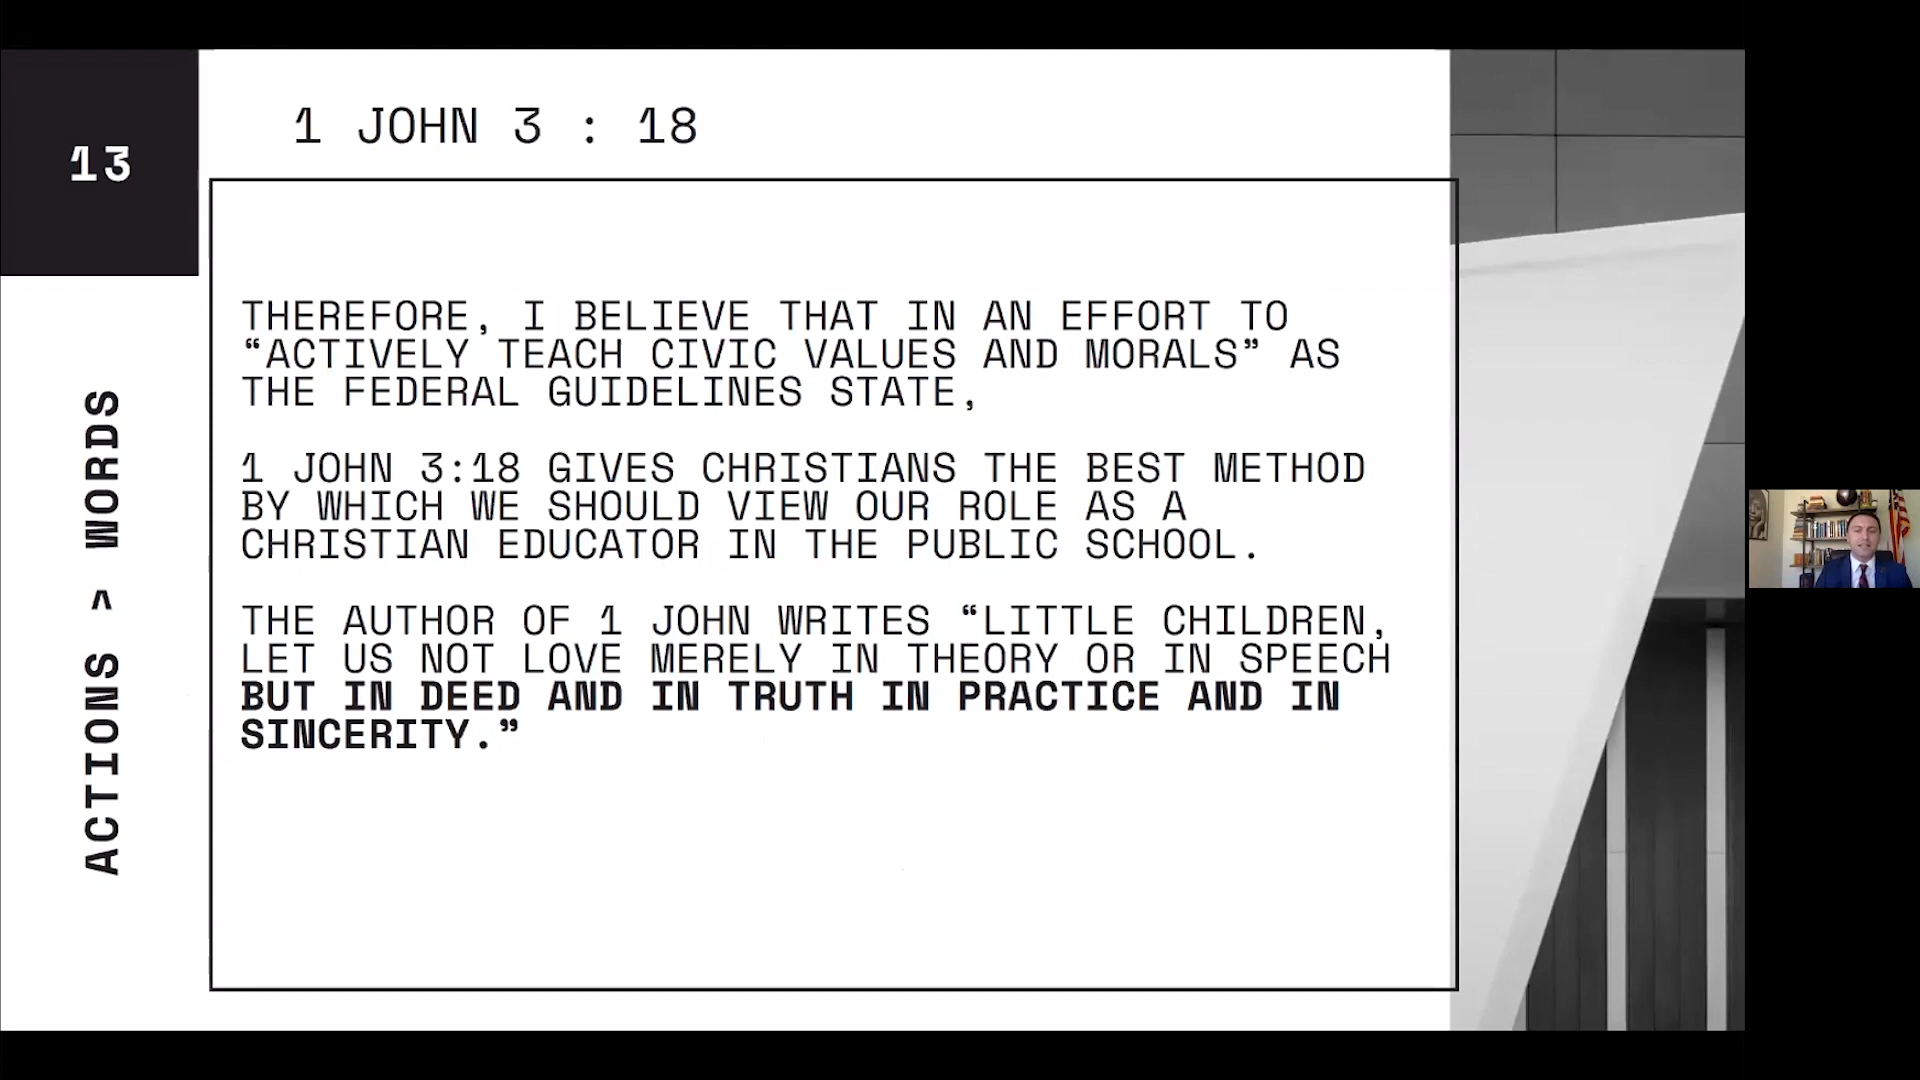 13
1 JOHN 3 : 18
ACTIONS > WORDS
THEREFORE, I BELIEVE THAT IN AN EFFORT TO
“ACTIVELY TEACH CIVIC VALUES AND MORALS” AS
THE FEDERAL GUIDELINES STATE,
1 JOHN 3:18 GIVES CHRISTIANS THE BEST METHOD
BY WHICH WE SHOULD VIEW OUR ROLE AS A
CHRISTIAN EDUCATOR IN THE PUBLIC SCHOOL.
THE AUTHOR OF 1 JOHN WRITES “LITTLE CHILDREN,
LET US NOT LOVE MERELY IN THEORY OR IN SPEECH
BUT IN DEED AND IN TRUTH IN PRACTICE AND IN
SINCERITY.”